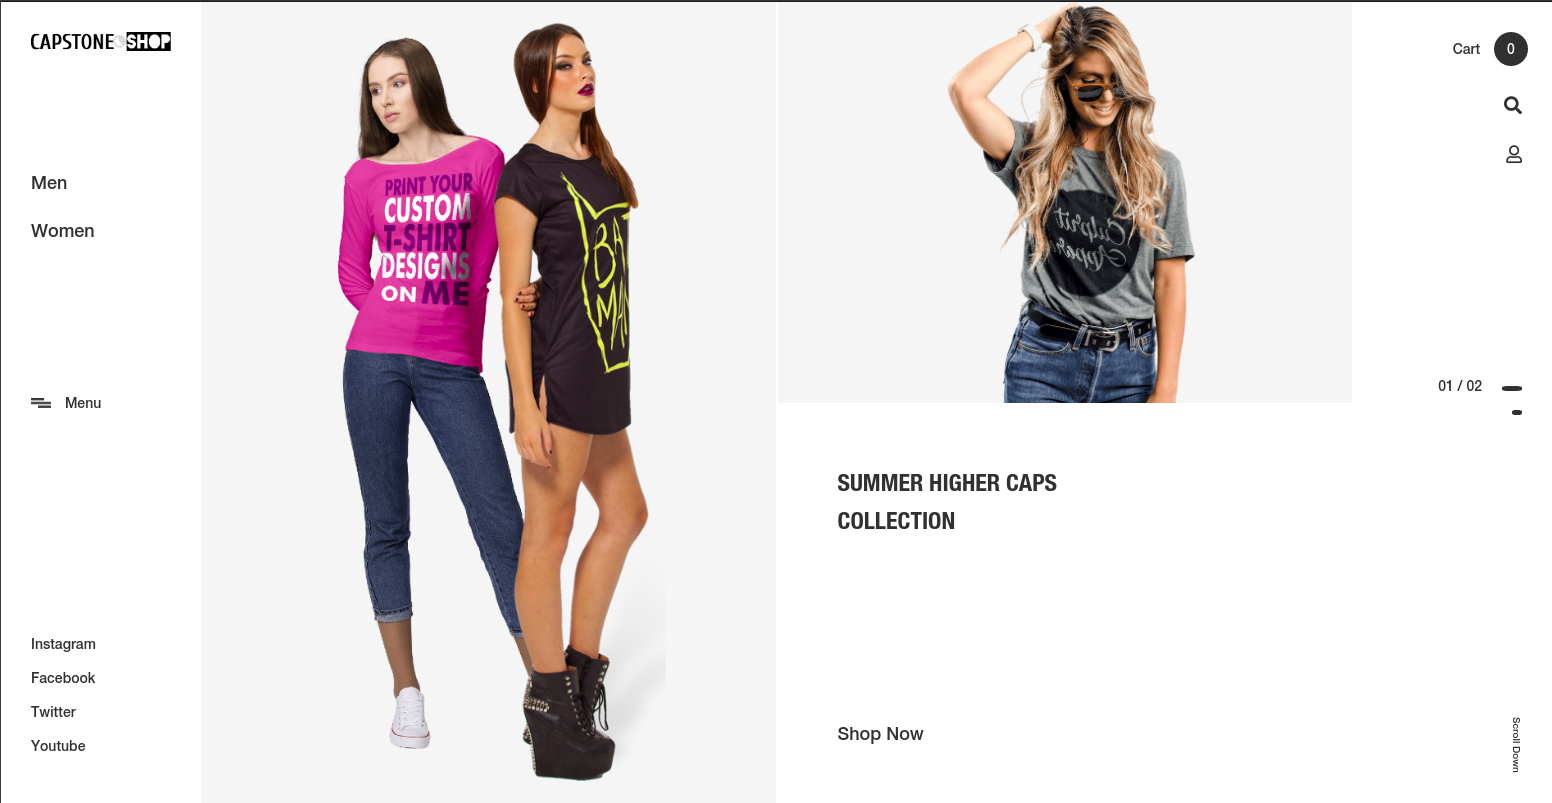 CAPSTONE SHOP
Men
Women
Menu
Instagram
Facebook
Twitter
Youtube
PRINT YOUR
CUSTOM
T-SHIRT
DESIGNS
ON ME
BAT
MAN
Culprit
Apparel
SUMMER HIGHER CAPS
COLLECTION
Shop Now
Cart 0
01 / 02
Scroll Down